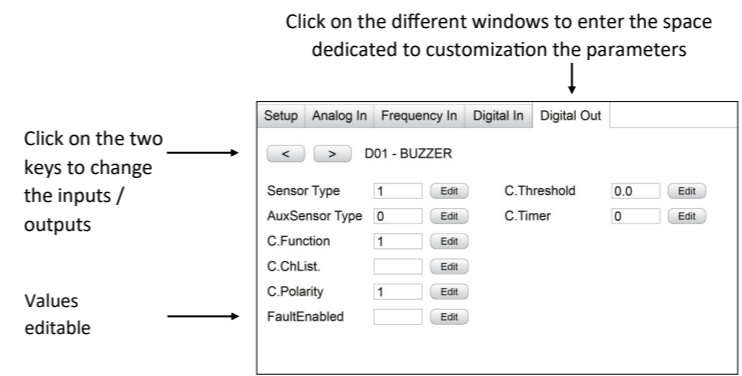 Click on the different windows to enter the space
dedicated to customization the parameters
Setup Analog In Frequency In Digital In Digital Out
Click on the two
keys to change
the inputs /
outputs
< > D01 - BUZZER
Sensor Type 1 Edit C.Threshold 0.0 Edit
AuxSensor Type 0 Edit C.Timer 0 Edit
C.Function 1 Edit
C.ChList. Edit
C.Polarity 1 Edit
FaultEnabled Edit
Values
editable